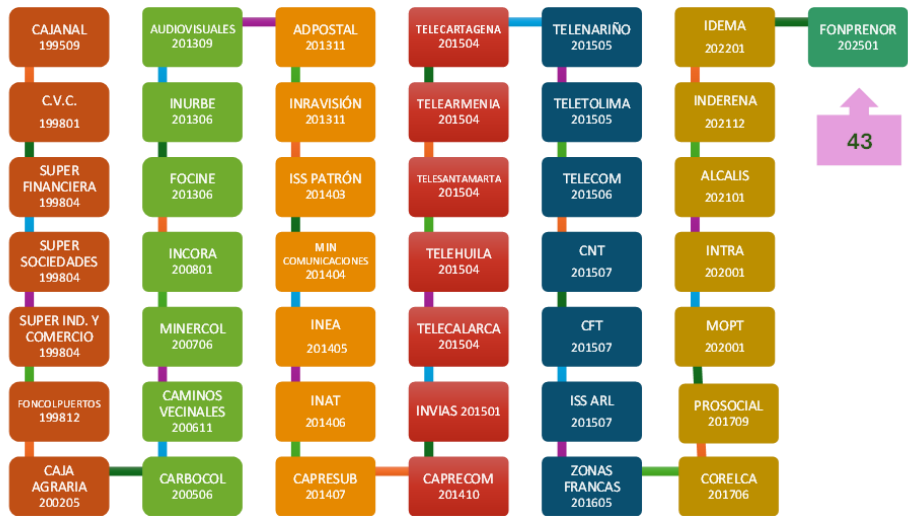 CAJANAL
199509
C.V.C.
199801
SUPER
FINANCIERA
199804
SUPER
SOCIEDADES
199804
SUPER IND. Y
COMERCIO
199804
FONCOLPUERTOS
199812
CAJA
AGRARIA
200205
AUDIOVISUALES
201309
INURBE
201306
FOCINE
201306
INCORA
200801
MINERCOL
200706
CAMINOS
VECINALES
200611
CARBOCOL
200506
ADPOSTAL
201311
INRAVISIÓN
201311
ISS PATRÓN
201403
MIN
COMUNICACIONES
201404
INEA
201405
INAT
201406
CAPRESUB
201407
TELECARTAGENA
201504
TELEARMENIA
201504
TELESANTAMARTA
201504
TELEHUILA
201504
TELECALARCA
201504
INVIAS 201501
CAPRECOM
201410
TELENARIÑO
201505
TELETOLIMA
201505
TELECOM
201506
CNT
201507
CFT
201507
ISS ARL
201507
ZONAS
FRANCAS
201605
IDEMA
202201
INDERENA
202112
ALCALIS
202101
INTRA
202001
MOPT
202001
PROSOCIAL
201709
CORELCA
201706
FONPRENOR
202501
43